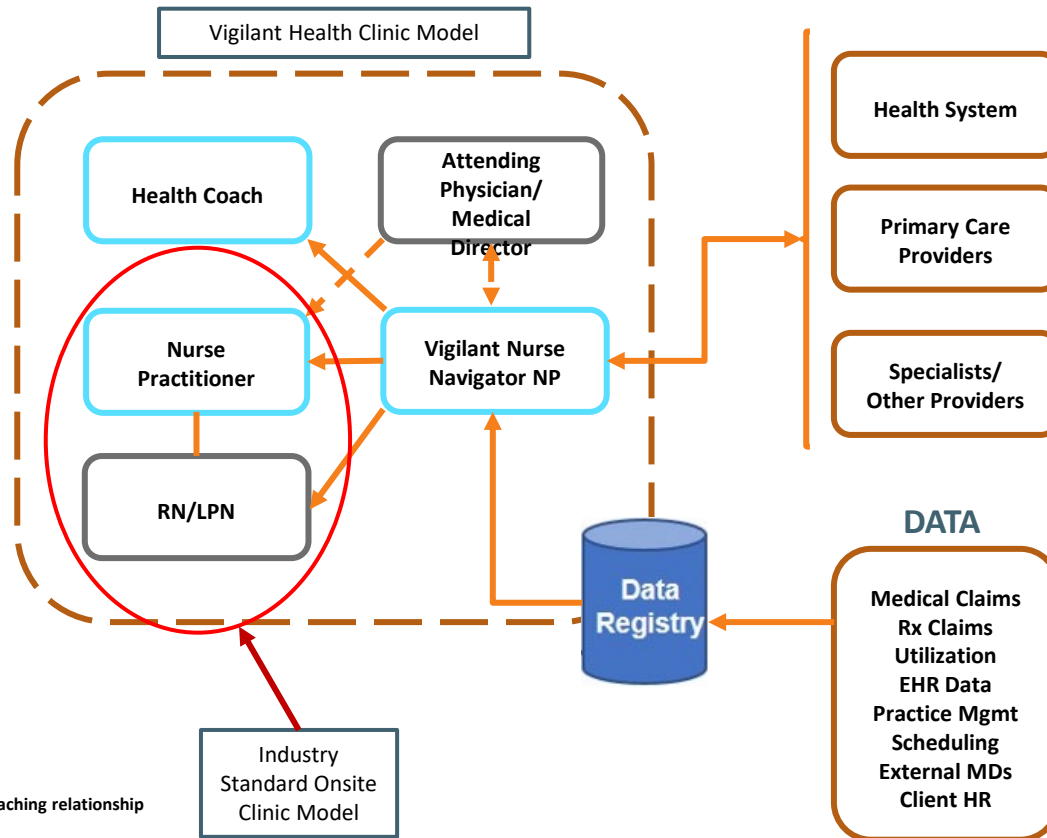 Vigilant Health Clinic Model
Health Coach
Attending
Physician/
Medical
Director
Nurse
Practitioner
Vigilant Nurse
Navigator NP
RN/LPN
Health System
Primary Care
Providers
Specialists/
Other Providers
Data
Registry
DATA
Medical Claims
Rx Claims
Utilization
EHR Data
Practice Mgmt
Scheduling
External MDs
Client HR
Industry
Standard Onsite
Clinic Model
relationship